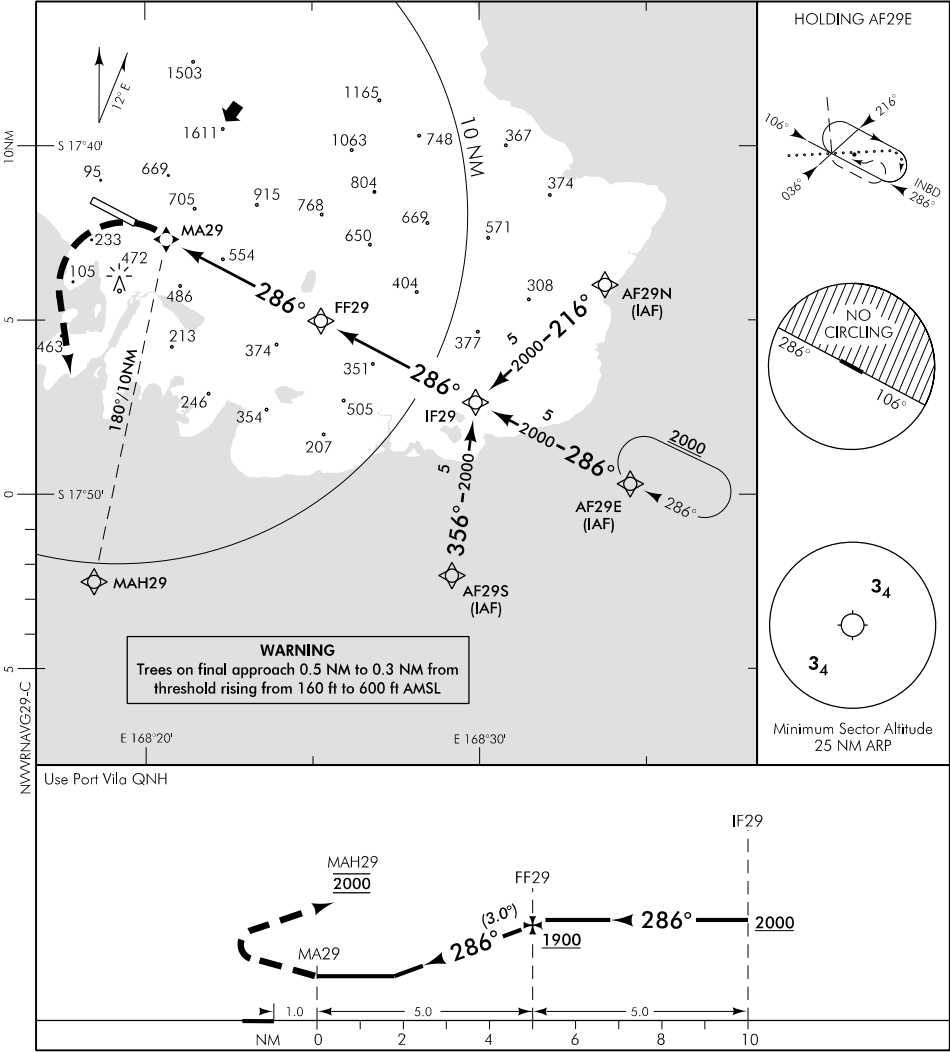 HOLDING AF29E
12° E
1503
1611
1165
1063
748
367
10 NM
216°
106°
036°
INBD
286°
10NM
S 17°40'
95
669
705
915
768
804
669
374
571
650
MA29
233
472
554
105
486
404
308
AF29N
(IAF)
286°
FF29
5
2000
216°
NO
CIRCLING
286°
106°
5
463
213
374
377
351
286°
180°/10NM
246
354
505
207
IF29
5
2000
286°
2000
286°
AF29E
(IAF)
0
S 17°50'
5
2000
356°
MAH29
AF29S
(IAF)
3₄
3₄
WARNING
Trees on final approach 0.5 NM to 0.3 NM from
threshold rising from 160 ft to 600 ft AMSL
5
NVVVRNAVG29-C
E 168°20'
E 168°30'
Minimum Sector Altitude
25 NM ARP
Use Port Vila QNH
IF29
MAH29
2000
FF29
(3.0°)
286°
1900
286°
2000
MA29
1.0
5.0
5.0
NM
0
2
4
6
8
10